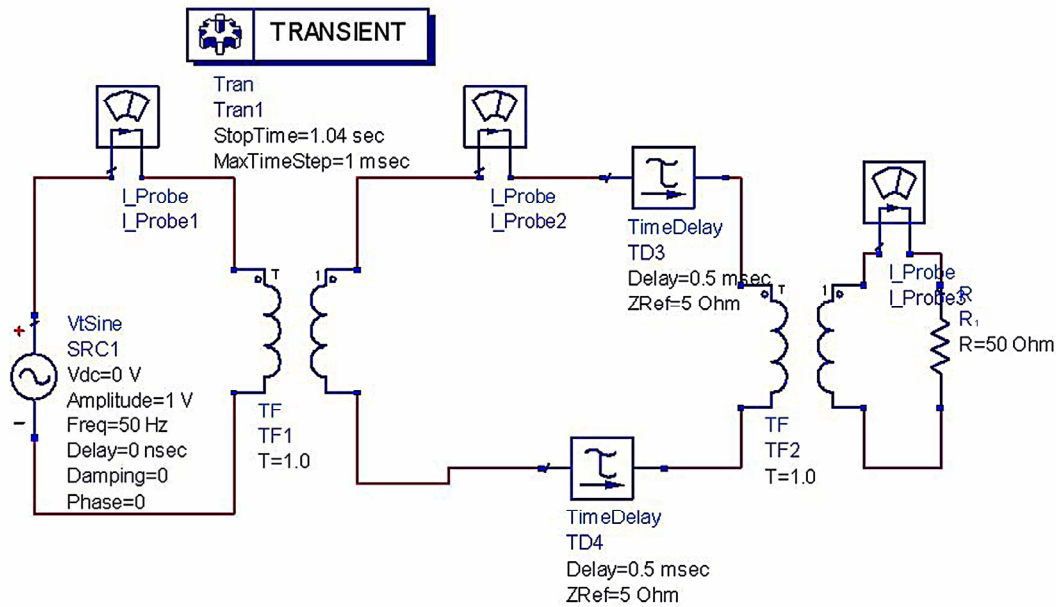 TRANSIENT
Tran
Tran1
StopTime=1.04 sec
MaxTimeStep=1 msec
I_Probe
I_Probe1
I_Probe
I_Probe2
TimeDelay
TD3
Delay=0.5 msec
ZRef=5 Ohm
I_Probe
I_Probe3
R
R1
R=50 Ohm
T
1
T
1
+
VtSine
SRC1
Vdc=0 V
Amplitude=1 V
Freq=50 Hz
Delay=0 nsec
Damping=0
Phase=0
−
TF
TF1
T=1.0
TF
TF2
T=1.0
TimeDelay
TD4
Delay=0.5 msec
ZRef=5 Ohm